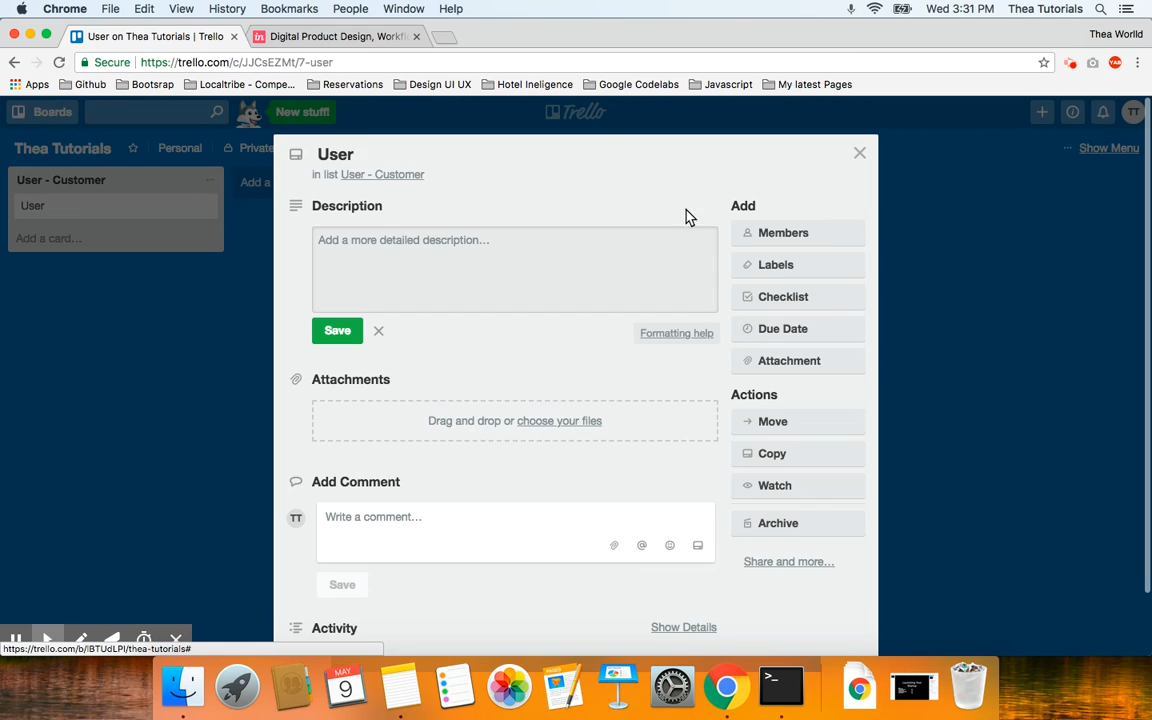 Chrome File Edit View History Bookmarks People Window Help Wed 3:31 PM Thea Tutorials
User on Thea Tutorials | Trello Digital Product Design, Workfl Thea Worlld
Secure https://trello.com/c/JJCsEZMt/7-user
Apps Github Bootsrap Localtribe - Compe... Reservations Design UI UX Hotel Ineligence Google Codelabs Javascript My latest Pages
Boards New stuff! Trello TT
Thea Tutorials Personal Private ... Show Menu
User - Customer
User
Add a card...
Add a
User
in list User - Customer
Description
Add a more detailed description...
Save
Formatting help
Attachments
Drag and drop or choose your files
Add Comment
TT
Write a comment...
@
Save
Activity
Show Details
Add
Members
Labels
Checklist
Due Date
Attachment
Actions
Move
Copy
Watch
Archive
Share and more...
https://trello.com/b/lBTUdLPl/thea-tutorials#
MAY
9